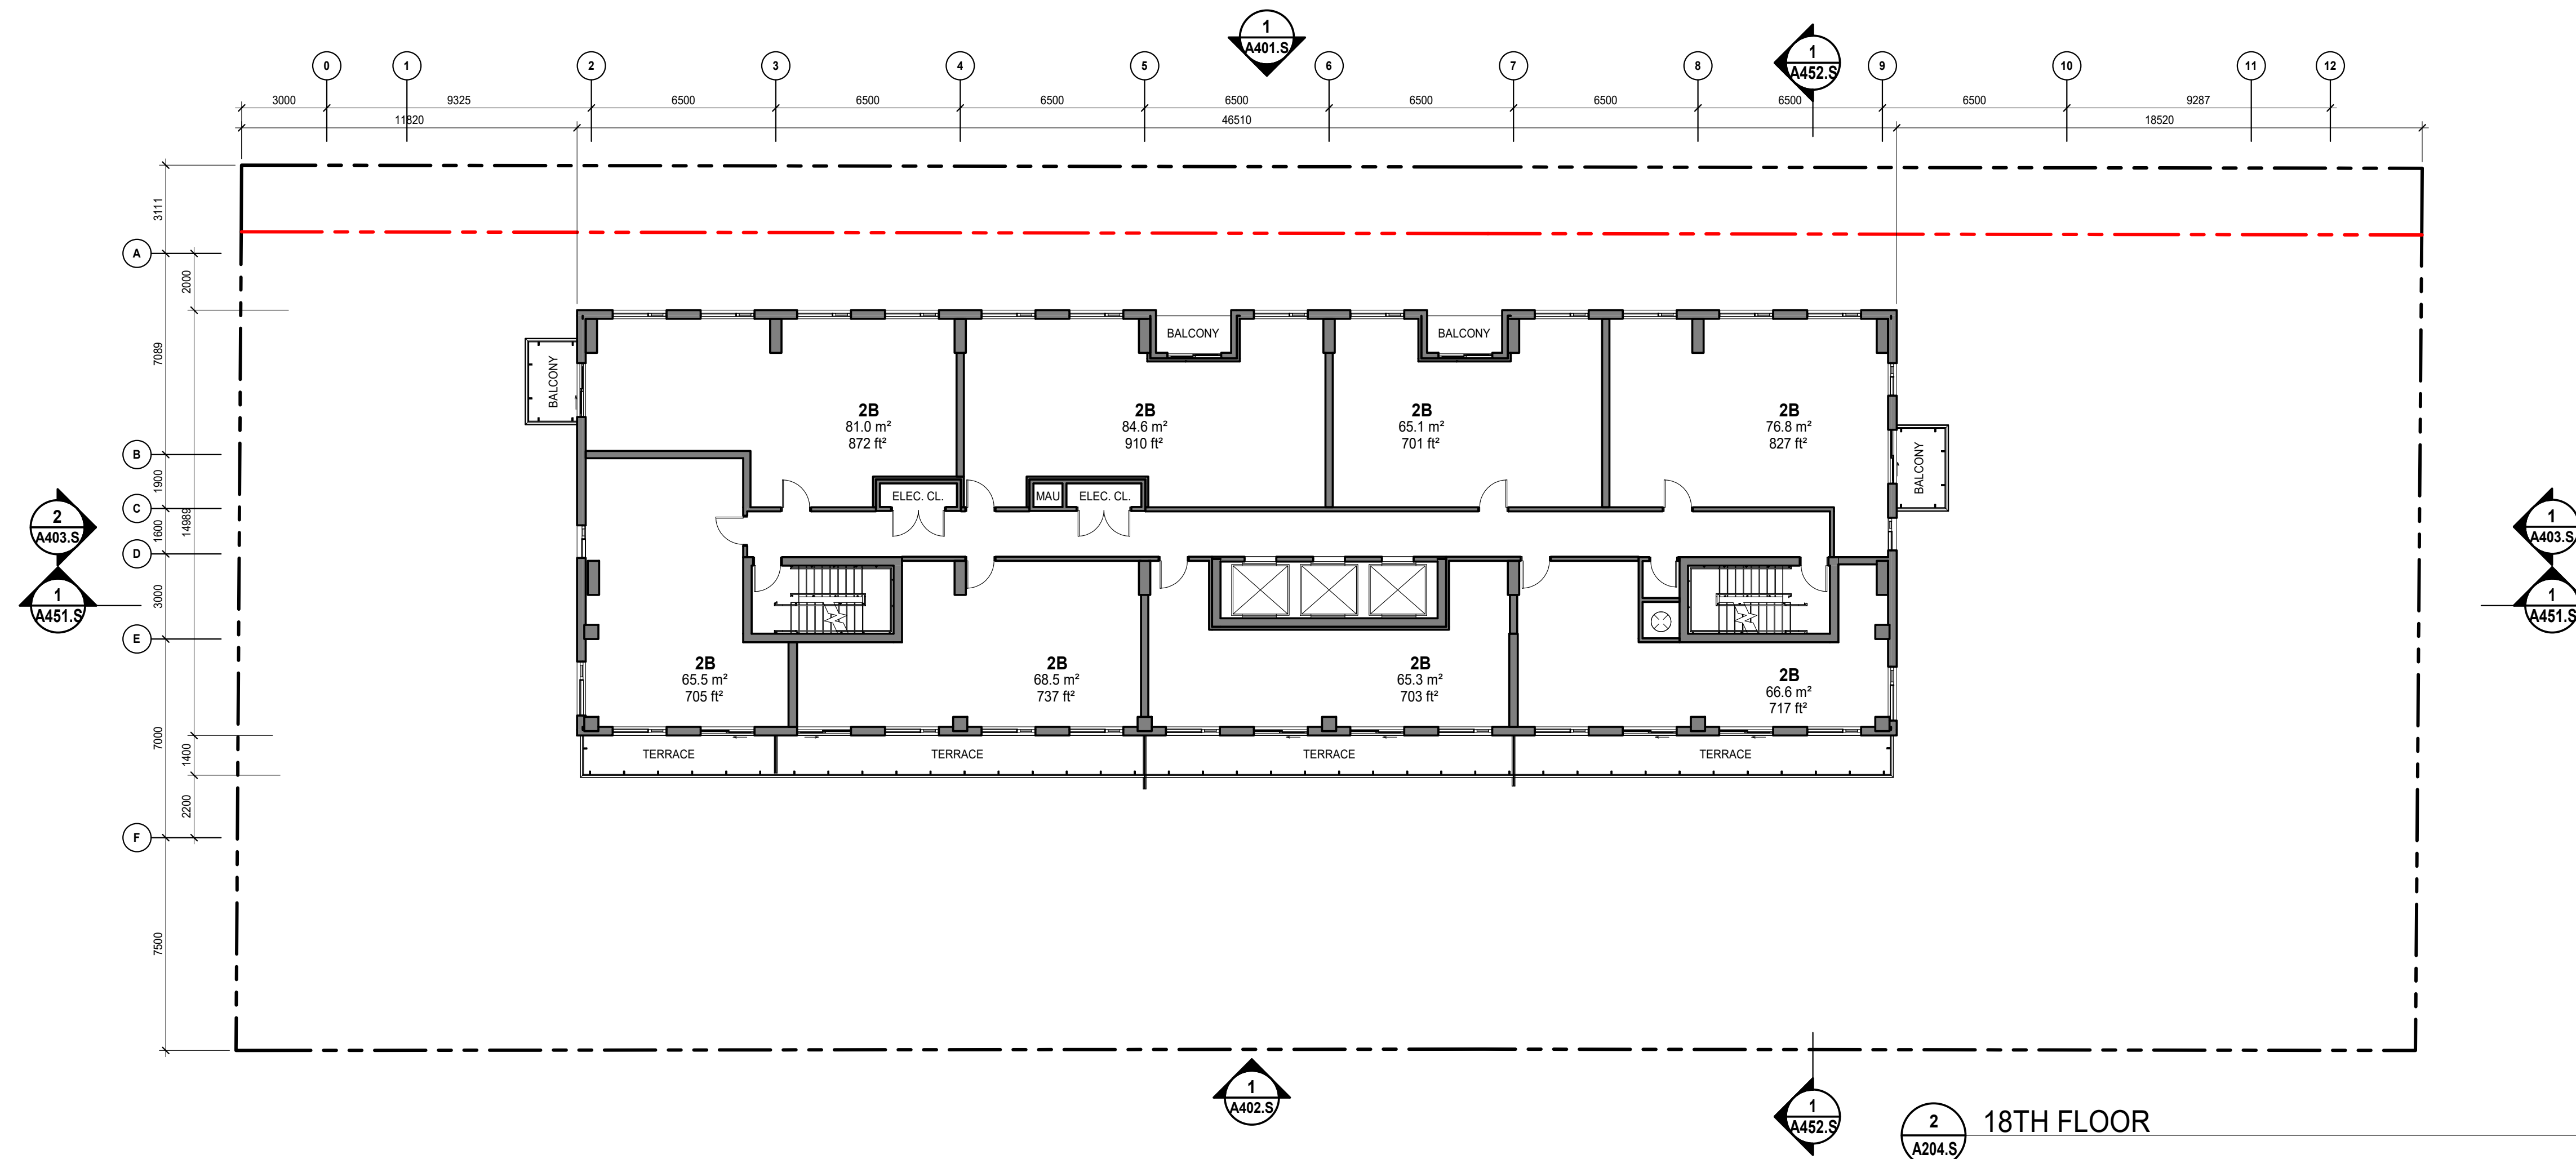 1
A401.S
1
A452.S
0
1
2
3
4
5
6
7
8
9
10
11
12
3000
9325
6500
6500
6500
6500
6500
6500
6500
6500
9287
11820
46510
18520
3111
A
2000
7089
B
1900
C
14989
1600
D
3000
E
7000
1400
2200
F
7500
2
A403.S
1
A451.S
1
A403.S
1
A451.S
BALCONY
BALCONY
BALCONY
BALCONY
2B
81.0 m²
872 ft²
2B
84.6 m²
910 ft²
2B
65.1 m²
701 ft²
2B
76.8 m²
827 ft²
ELEC. CL.
MAU
ELEC. CL.
2B
65.5 m²
705 ft²
2B
68.5 m²
737 ft²
2B
65.3 m²
703 ft²
2B
66.6 m²
717 ft²
TERRACE
TERRACE
TERRACE
TERRACE
1
A402.S
1
A452.S
2
A204.S
18TH FLOOR